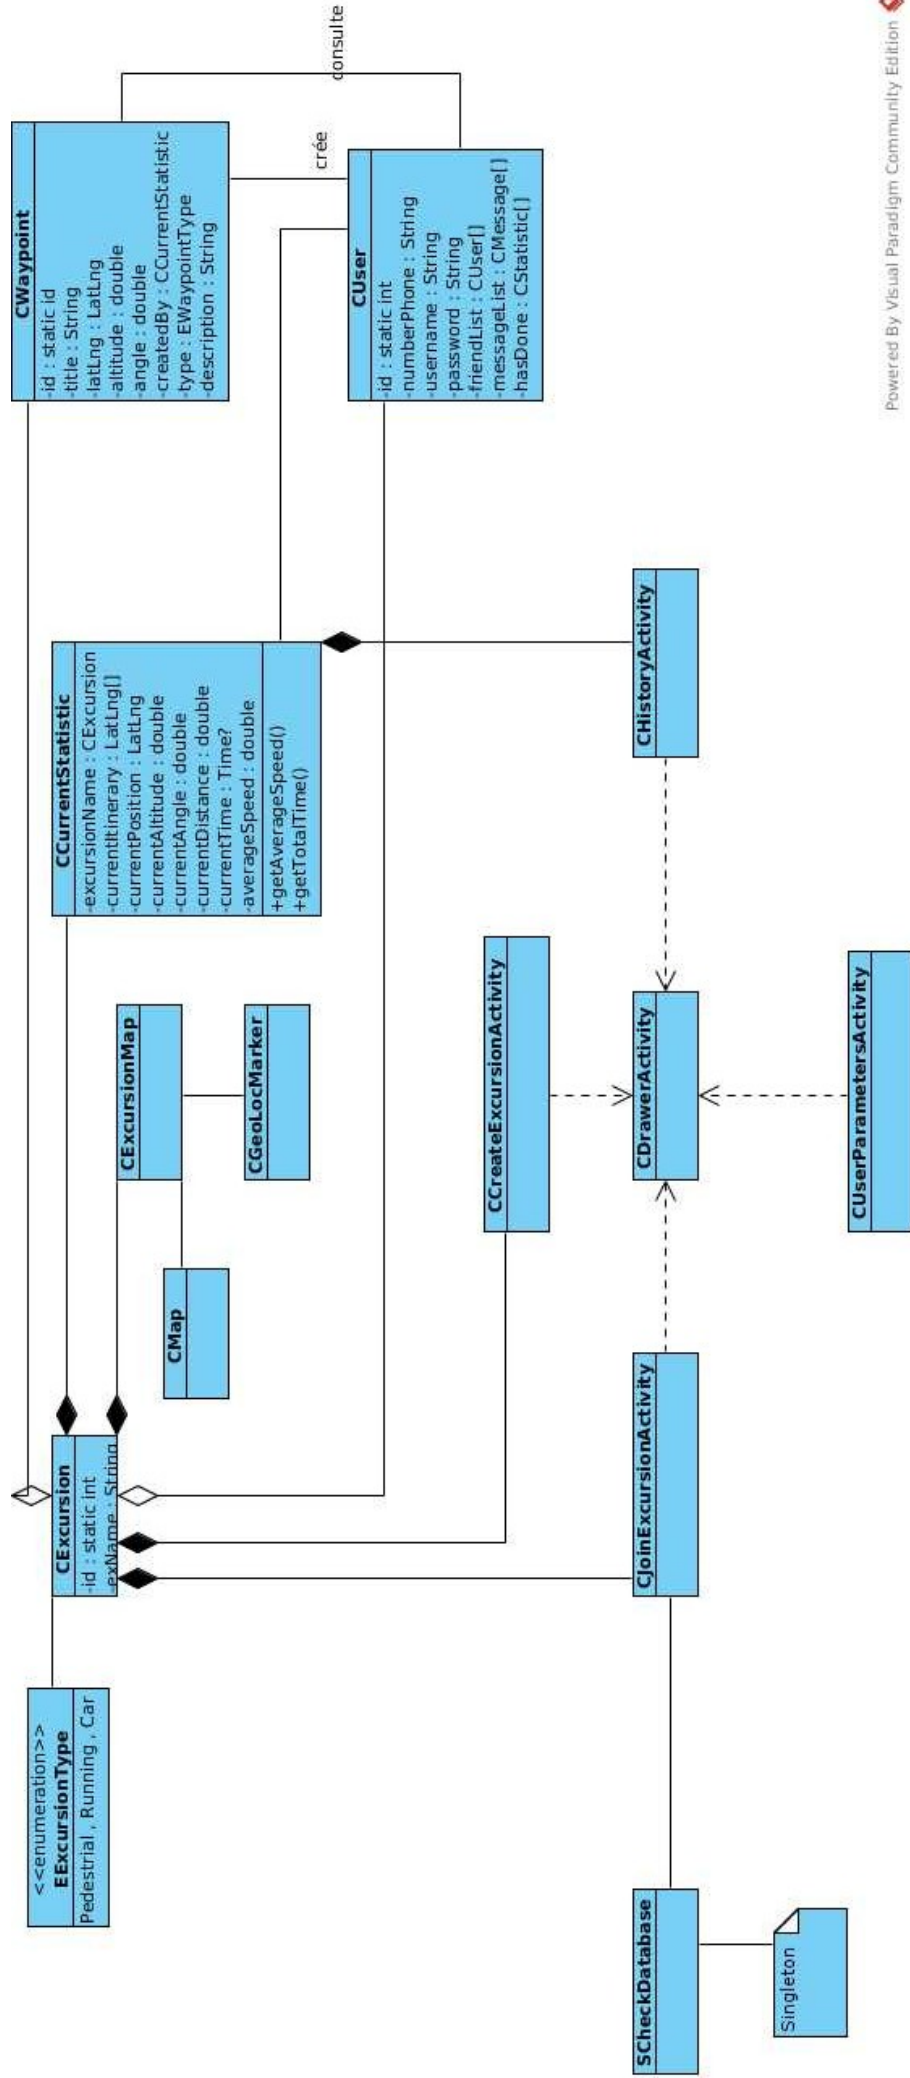 <<enumeration>>
EExcursionType
Pedestrial , Running , Car
CExcursion
-id : static int
-exName : String
CMap
CExcursionMap
CGeoLocMarker
CCurrentStatistic
-excursionName : CExcursion
-currentItinerary : LatLng[]
-currentPosition : LatLng
-currentAltitude : double
-currentAngle : double
-currentDistance : double
-currentTime : Time?
-averageSpeed : double
+getAverageSpeed()
+getTotalTime()
CWaypoint
-id : static id
-title : String
-latLng : LatLng
-altitude : double
-angle : double
-createdBy : CCurrentStatistic
-type : EWaypointType
-description : String
crée
consulte
CUser
-id : static int
-numberPhone : String
-username : String
-password : String
-friendList : CUser[]
-messageList : CMessage[]
-hasDone : CStatistic[]
CCreateExcursionActivity
SCheckDatabase
CJoinExcursionActivity
CDrawerActivity
CHistoryActivity
Singleton
CUserParametersActivity
Powered By Visual Paradigm Community Edition